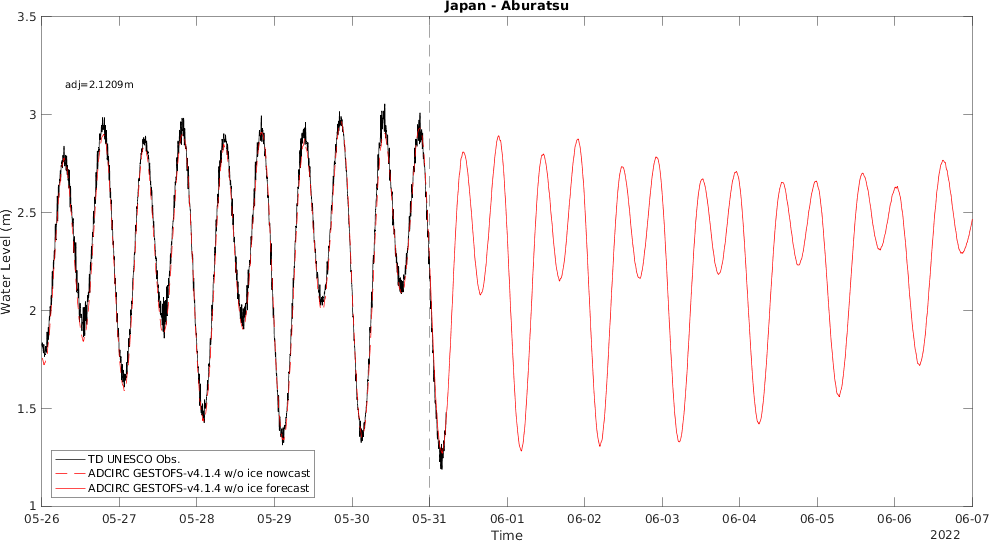 Japan - Aburatsu
3.5
adj=2.1209m
3
2.5
Water Level (m)
2
1.5
1
TD UNESCO Obs.
ADCIRC GESTOFS-v4.1.4 w/o ice nowcast
ADCIRC GESTOFS-v4.1.4 w/o ice forecast
05-26 05-27 05-28 05-29 05-30 05-31 06-01 06-02 06-03 06-04 06-05 06-06 06-07
Time
2022